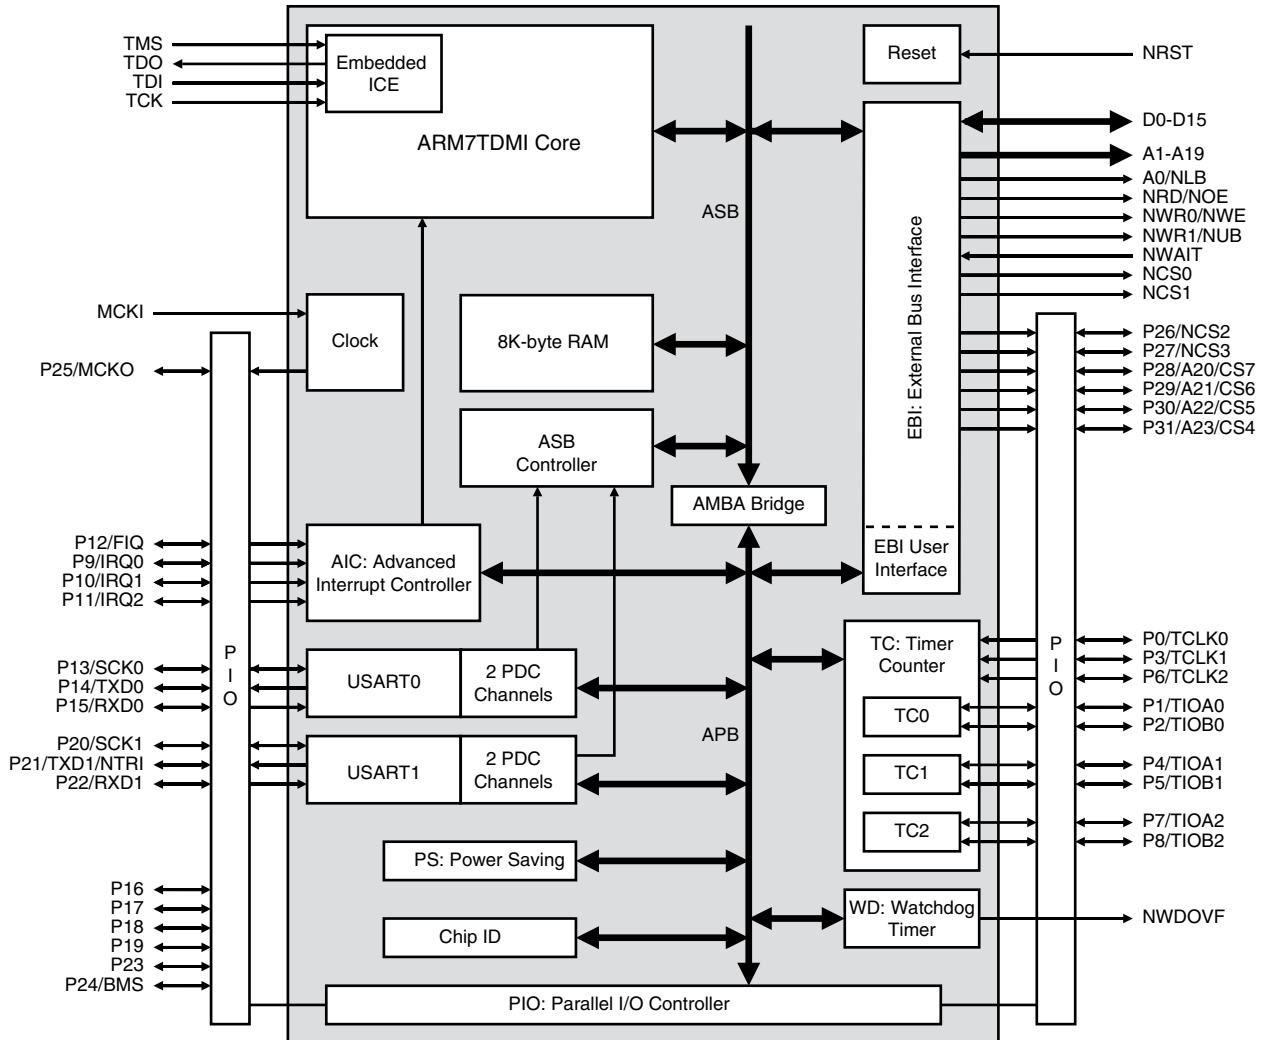 TMS
TDO
TDI
TCK
Embedded
ICE
ARM7TDMI Core
Reset
NRST
D0-D15
A1-A19
A0/NLB
NRD/NOE
NWR0/NWE
NWR1/NUB
NWAIT
NCS0
NCS1
ASB
EBI: External Bus Interface
MCKI
Clock
8K-byte RAM
P25/MCKO
P26/NCS2
P27/NCS3
P28/A20/CS7
P29/A21/CS6
P30/A22/CS5
P31/A23/CS4
ASB
Controller
AMBA Bridge
EBI User
Interface
P12/FIQ
P9/IRQ0
P10/IRQ1
P11/IRQ2
AIC: Advanced
Interrupt Controller
P
I
O
P13/SCK0
P14/TXD0
P15/RXD0
USART0
2 PDC
Channels
P20/SCK1
P21/TXD1/NTRI
P22/RXD1
USART1
2 PDC
Channels
APB
TC: Timer
Counter
TC0
TC1
TC2
P
I
O
P0/TCLK0
P3/TCLK1
P6/TCLK2
P1/TIOA0
P2/TIOB0
P4/TIOA1
P5/TIOB1
P7/TIOA2
P8/TIOB2
PS: Power Saving
P16
P17
P18
P19
P23
P24/BMS
Chip ID
WD: Watchdog
Timer
NWDOVF
PIO: Parallel I/O Controller